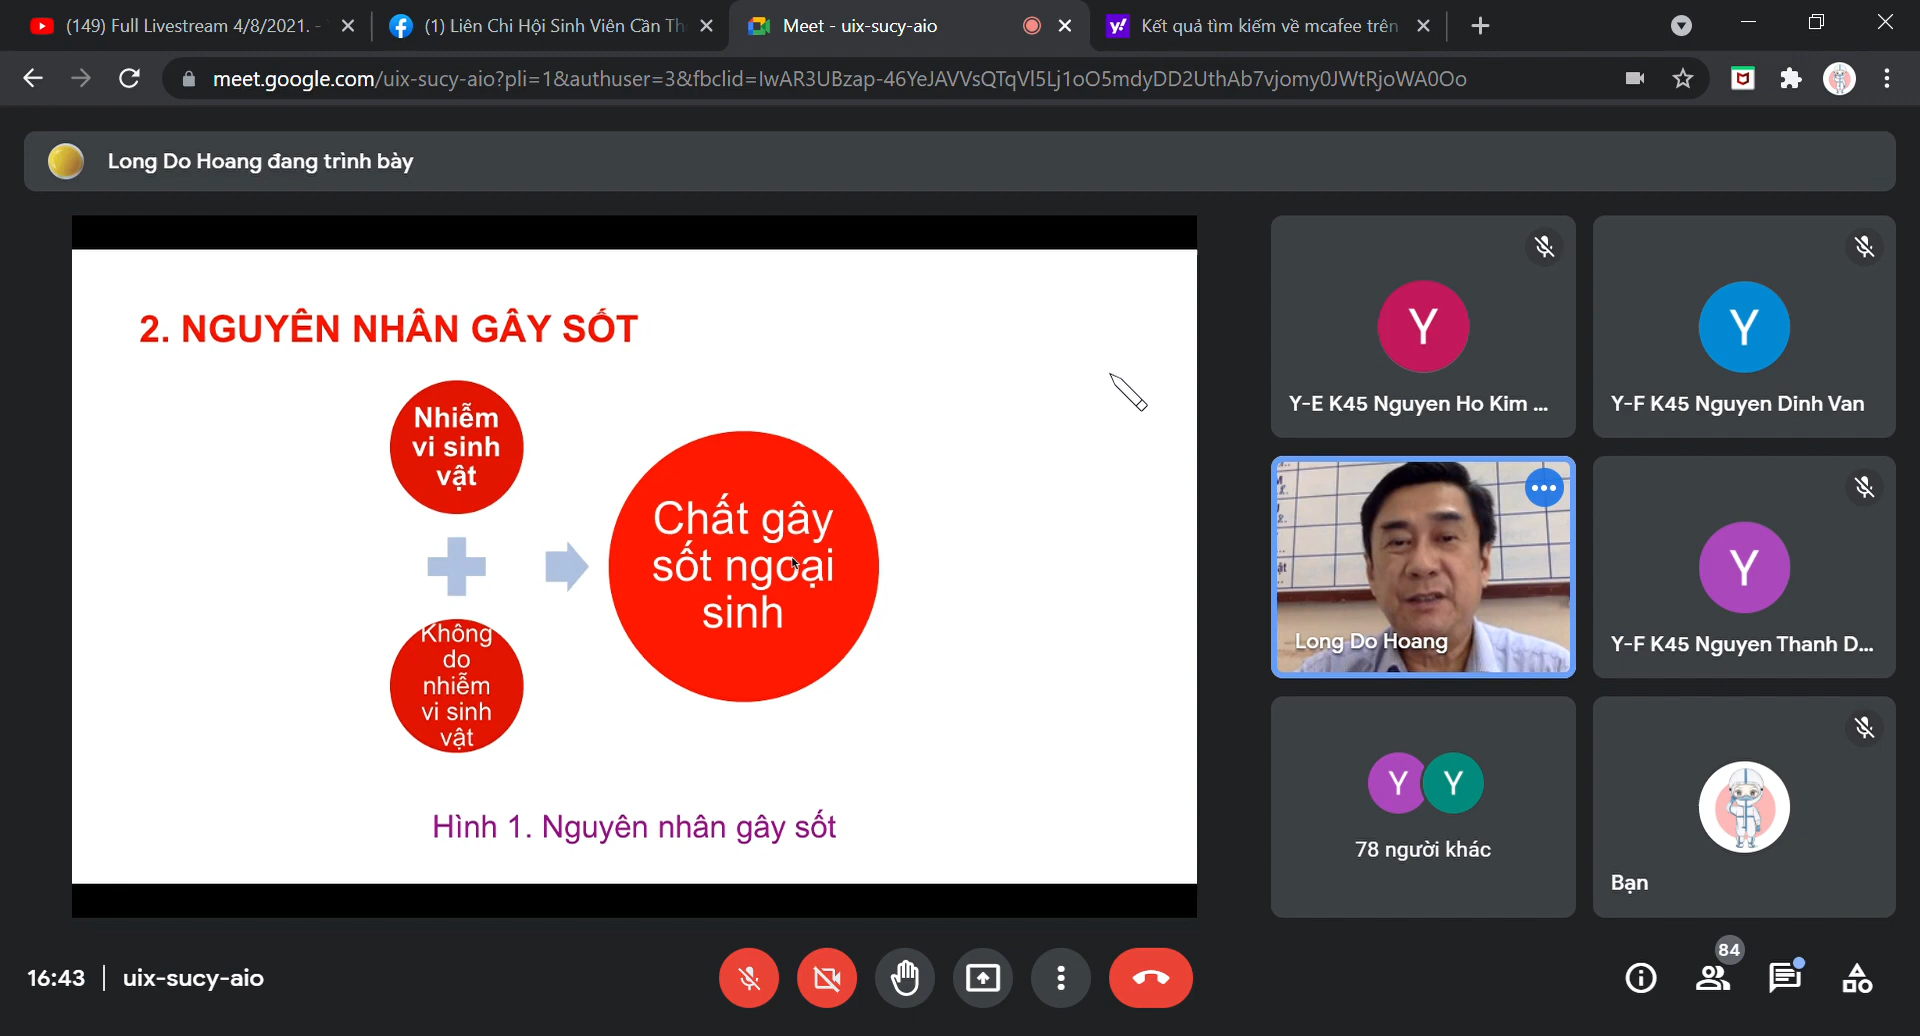 (149) Full Livestream 4/8/2021. -
(1) Liên Chi Hội Sinh Viên Cần Th
Meet - uix-sucy-aio
Kết quả tìm kiếm về mcafee trên
meet.google.com/uix-sucy-aio?pli=1&authuser=3&fbclid=IwAR3UBzap-46YeJAVVsQTqVl5Lj1oO5mdyDD2UthAb7vjomy0JWtRjoWA0Oo
Long Do Hoang đang trình bày
2. NGUYÊN NHÂN GÂY SỐT
Nhiễm
vi sinh
vật
Không
do
nhiễm
vi sinh
vật
Chất gây
sốt ngoại
sinh
Hình 1. Nguyên nhân gây sốt
Y
Y-E K45 Nguyen Ho Kim ...
Y
Y-F K45 Nguyen Dinh Van
Long Do Hoang
Y
Y-F K45 Nguyen Thanh D...
Y
Y
78 người khác
Bạn
16:43 | uix-sucy-aio
84